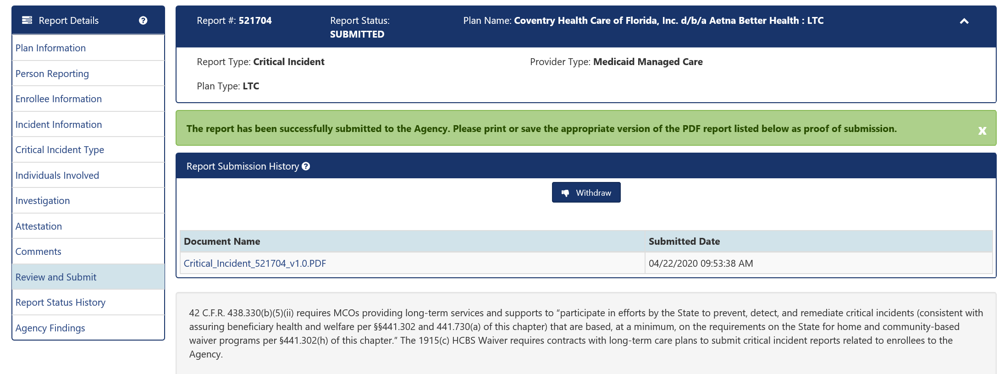 Report Details
Plan Information
Person Reporting
Enrollee Information
Incident Information
Critical Incident Type
Individuals Involved
Investigation
Attestation
Comments
Review and Submit
Report Status History
Agency Findings
Report #: 521704
Report Status:
SUBMITTED
Plan Name: Coventry Health Care of Florida, Inc. d/b/a Aetna Better Health : LTC
Report Type: Critical Incident
Provider Type: Medicaid Managed Care
Plan Type: LTC
The report has been successfully submitted to the Agency. Please print or save the appropriate version of the PDF report listed below as proof of submission.
x
Report Submission History
Withdraw
Document Name
Submitted Date
Critical_Incident_521704_v1.0.PDF
04/22/2020 09:53:38 AM
42 C.F.R. 438.330(b)(5)(ii) requires MCOs providing long-term services and supports to “participate in efforts by the State to prevent, detect, and remediate critical incidents (consistent with
assuring beneficiary health and welfare per §§441.302 and 441.730(a) of this chapter) that are based, at a minimum, on the requirements on the State for home and community-based
waiver programs per §441.302(h) of this chapter.” The 1915(c) HCBS Waiver requires contracts with long-term care plans to submit critical incident reports related to enrollees to the
Agency.